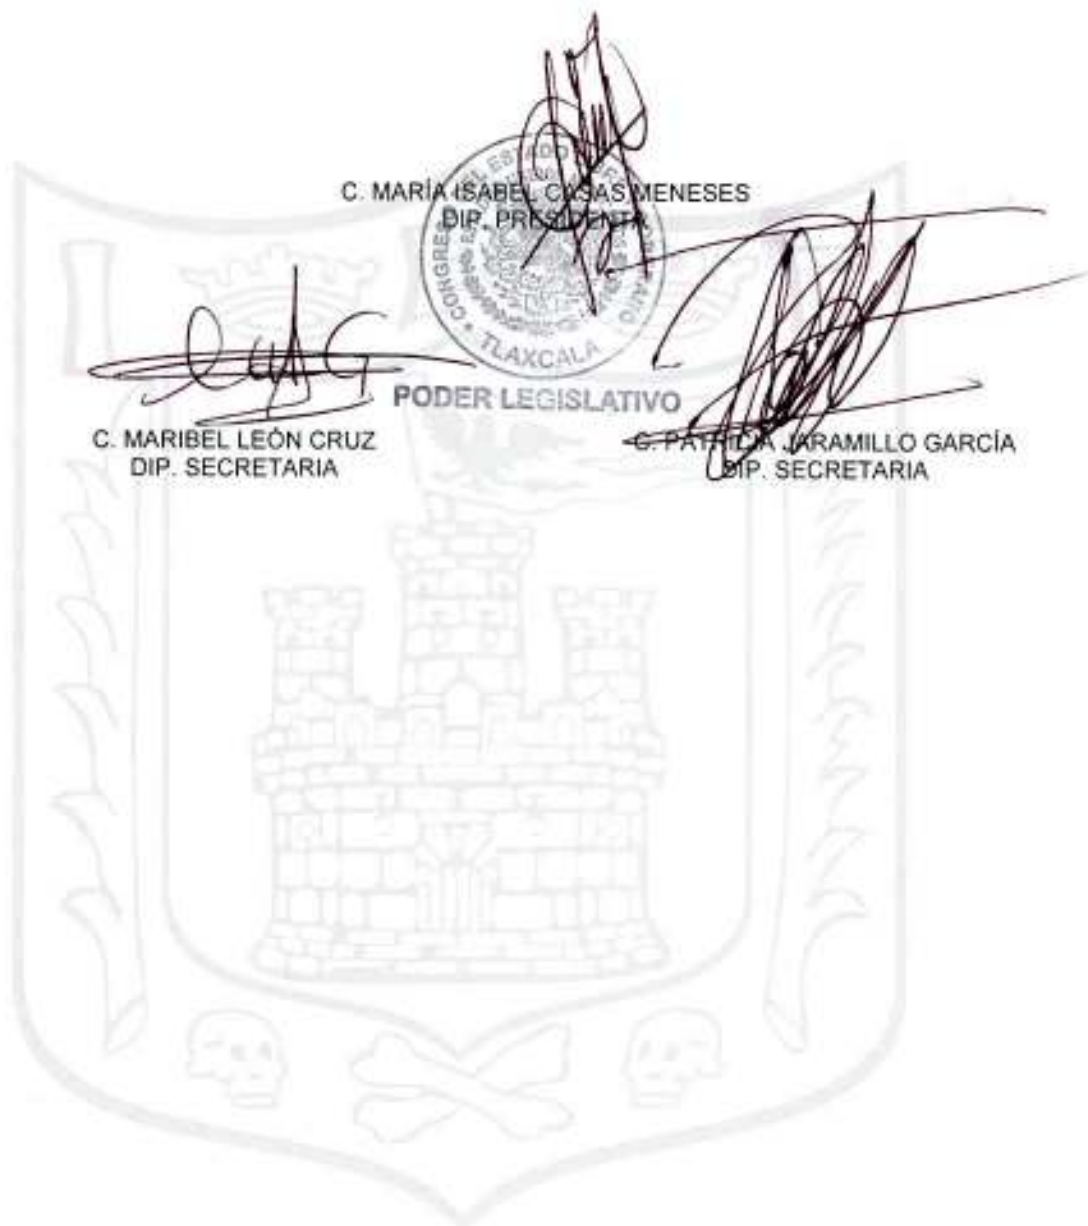 C. MARÍA ISABEL CASAS MENESES
DIP. PRESIDENTA
TLAXCALA
PODER LEGISLATIVO
C. MARIBEL LEÓN CRUZ
DIP. SECRETARIA
C. PATRICIA JARAMILLO GARCÍA
DIP. SECRETARIA